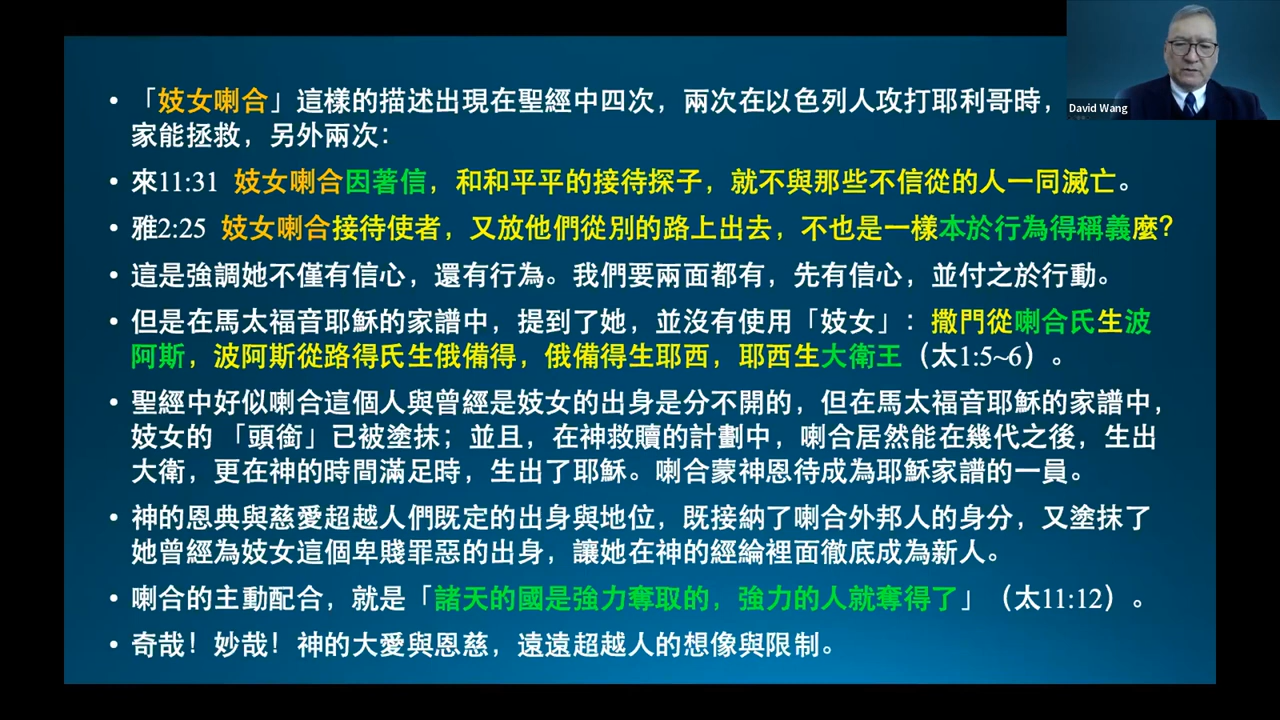 • 「妓女喇合」這樣的描述出現在聖經中四次，兩次在以色列人攻打耶利哥時，
家能拯救，另外兩次：
• 來11:31 妓女喇合因著信，和和平平的接待探子，就不與那些不信從的人一同滅亡。
• 雅2:25 妓女喇合接待使者，又放他們從別的路上出去，不也是一樣本於行為得稱義麼？
• 這是強調她不僅有信心，還有行為。我們要兩面都有，先有信心，並付之於行動。
• 但是在馬太福音耶穌的家譜中，提到了她，並沒有使用「妓女」：撒門從喇合氏生波
阿斯，波阿斯從路得氏生俄備得，俄備得生耶西，耶西生大衛王（太1:5~6）。
• 聖經中好似喇合這個人與曾經是妓女的出身是分不開的，但在馬太福音耶穌的家譜中，
妓女的 「頭銜」已被塗抹；並且，在神救贖的計劃中，喇合居然能在幾代之後，生出
大衛，更在神的時間滿足時，生出了耶穌。喇合蒙神恩待成為耶穌家譜的一員。
• 神的恩典與慈愛超越人們既定的出身與地位，既接納了喇合外邦人的身分，又塗抹了
她曾經為妓女這個卑賤罪惡的出身，讓她在神的經綸裡面徹底成為新人。
• 喇合的主動配合，就是「諸天的國是強力奪取的，強力的人就奪得了」（太11:12）。
• 奇哉！妙哉！神的大愛與恩慈，遠遠超越人的想像與限制。
David Wang